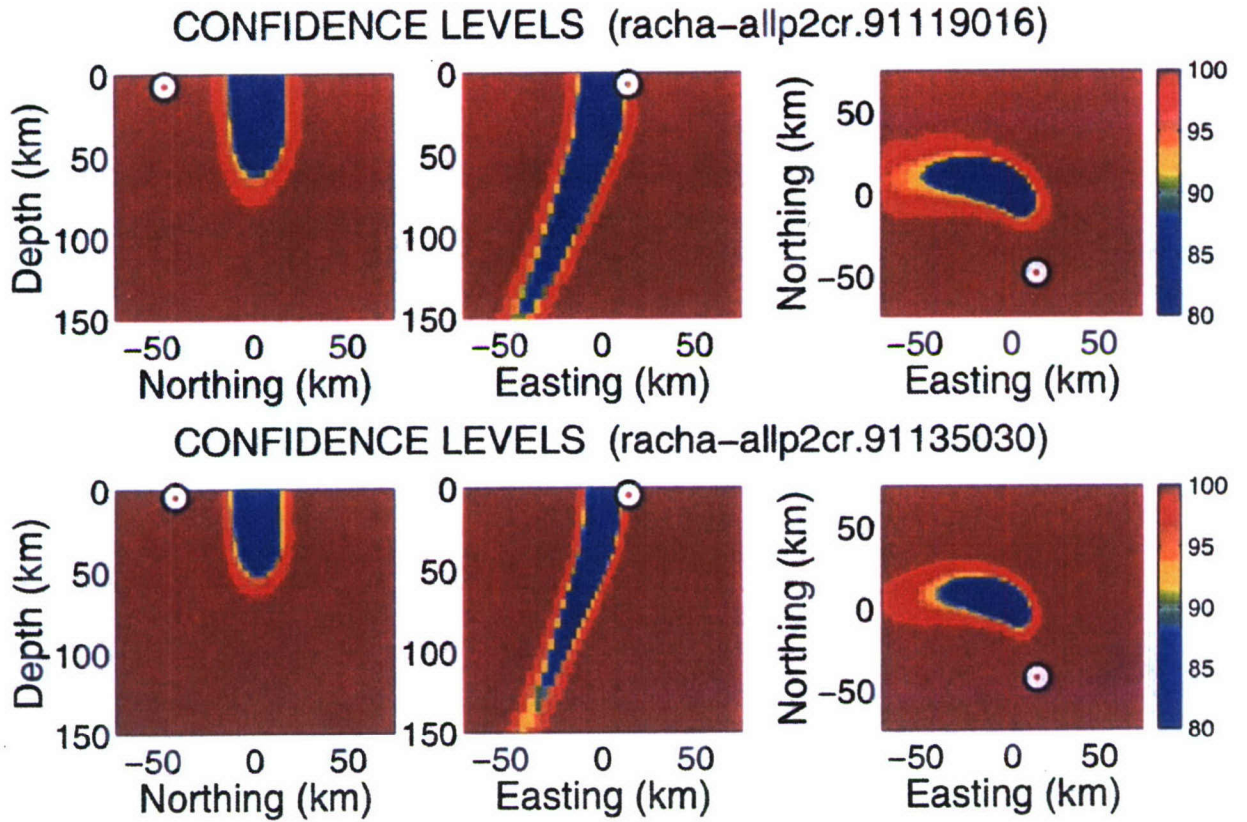 CONFIDENCE LEVELS (racha-allp2cr.91119016)
0
50
100
150
Depth (km)
-50 0 50
Northing (km)
0
50
100
150
-50 0 50
Easting (km)
50
0
-50
Northing (km)
-50 0 50
Easting (km)
100
95
90
85
80
CONFIDENCE LEVELS (racha-allp2cr.91135030)
0
50
100
150
Depth (km)
-50 0 50
Northing (km)
0
50
100
150
-50 0 50
Easting (km)
50
0
-50
Northing (km)
-50 0 50
Easting (km)
100
95
90
85
80